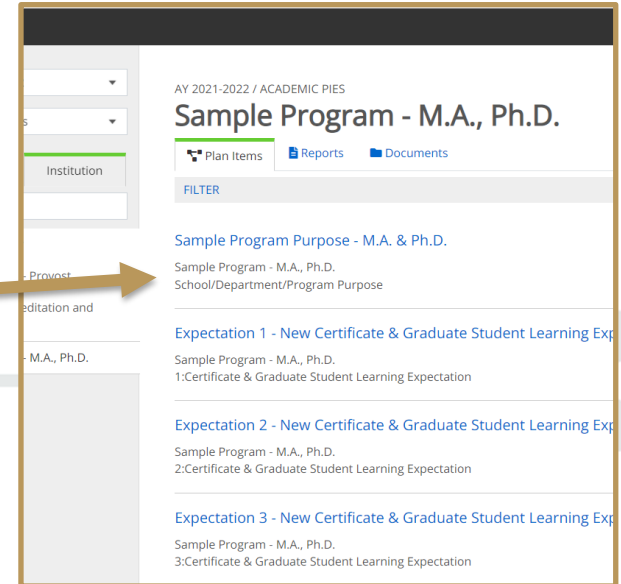 s
Institution
- Provost
editation and
- M.A., Ph.D.
AY 2021-2022 / ACADEMIC PIES
Sample Program - M.A., Ph.D.
Plan Items
Reports
Documents
FILTER
Sample Program Purpose - M.A. & Ph.D.
Sample Program - M.A., Ph.D.
School/Department/Program Purpose
Expectation 1 - New Certificate & Graduate Student Learning Exp
Sample Program - M.A., Ph.D.
1:Certificate & Graduate Student Learning Expectation
Expectation 2 - New Certificate & Graduate Student Learning Exp
Sample Program - M.A., Ph.D.
2:Certificate & Graduate Student Learning Expectation
Expectation 3 - New Certificate & Graduate Student Learning Exp
Sample Program - M.A., Ph.D.
3:Certificate & Graduate Student Learning Expectation